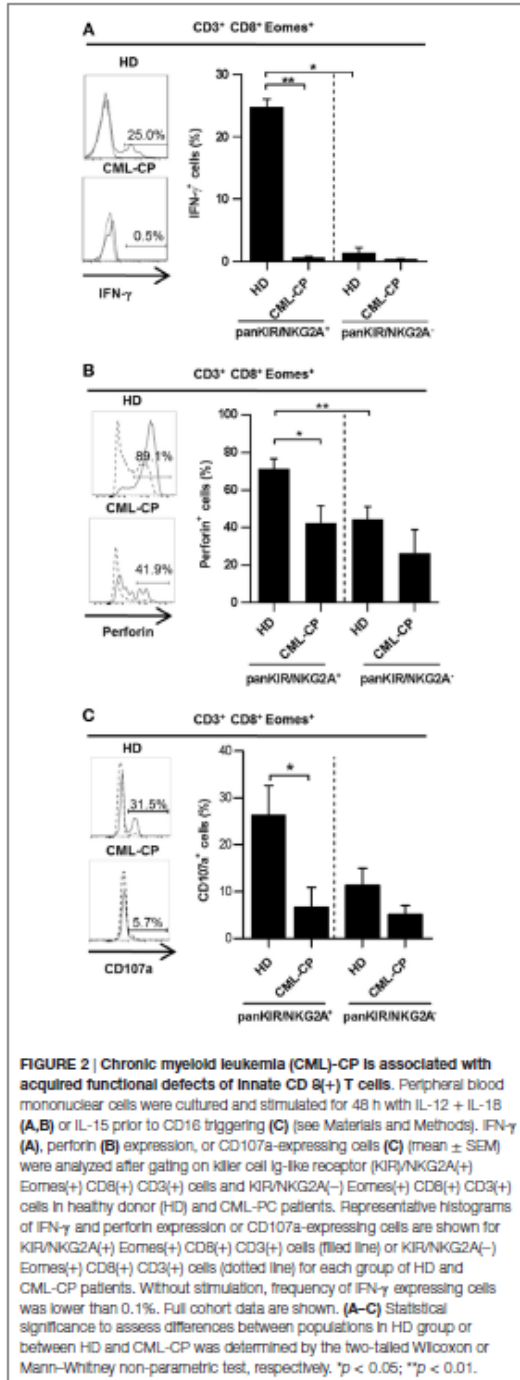 A
CD3⁺ CD8⁺ Eomes⁺
HD
25.0%
CML-CP
0.5%
IFN-γ
IFN-γ⁺ cells (%)
30
20
10
0
*
**
HD
CML-CP
HD
CML-CP
panKIR/NKG2A⁺
panKIR/NKG2A⁻
B
CD3⁺ CD8⁺ Eomes⁺
HD
89.1%
CML-CP
41.9%
Perforin
Perforin⁺ cells (%)
100
80
60
40
20
0
**
*
HD
CML-CP
HD
CML-CP
panKIR/NKG2A⁺
panKIR/NKG2A⁻
C
CD3⁺ CD8⁺ Eomes⁺
HD
31.5%
CML-CP
5.7%
CD107a
CD107a⁺ cells (%)
40
30
20
10
0
*
HD
CML-CP
HD
CML-CP
panKIR/NKG2A⁺
panKIR/NKG2A⁻
FIGURE 2 | Chronic myeloid leukemia (CML)-CP is associated with
acquired functional defects of innate CD 8(+) T cells. Peripheral blood
mononuclear cells were cultured and stimulated for 48 h with IL-12 + IL-18
(A,B) or IL-15 prior to CD16 triggering (C) (see Materials and Methods). IFN-γ
(A), perforin (B) expression, or CD107a-expressing cells (C) (mean ± SEM)
were analyzed after gating on killer cell Ig-like receptor (KIR)/NKG2A(+)
Eomes(+) CD8(+) CD3(+) cells and KIR/NKG2A(−) Eomes(+) CD8(+) CD3(+)
cells in healthy donor (HD) and CML-PC patients. Representative histograms
of IFN-γ and perforin expression or CD107a-expressing cells are shown for
KIR/NKG2A(+) Eomes(+) CD8(+) CD3(+) cells (filled line) or KIR/NKG2A(−)
Eomes(+) CD8(+) CD3(+) cells (dotted line) for each group of HD and
CML-CP patients. Without stimulation, frequency of IFN-γ expressing cells
was lower than 0.1%. Full cohort data are shown. (A–C) Statistical
significance to assess differences between populations in HD group or
between HD and CML-CP was determined by the two-tailed Wilcoxon or
Mann–Whitney non-parametric test, respectively. *p < 0.05; **p < 0.01.